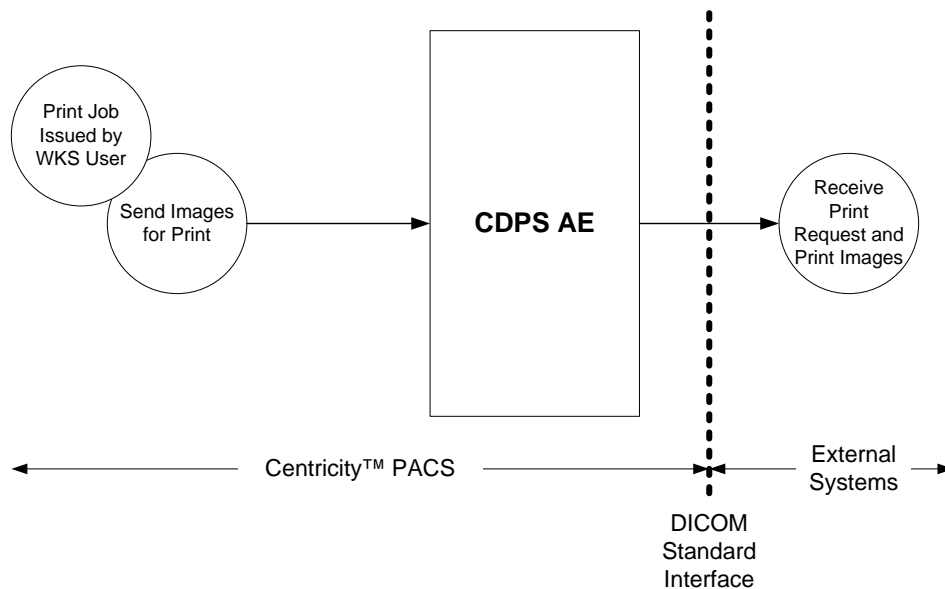 Print Job
Issued by
WKS User
Send Images
for Print
CDPS AE
Receive
Print
Request and
Print Images
Centricity™ PACS
External
Systems
DICOM
Standard
Interface